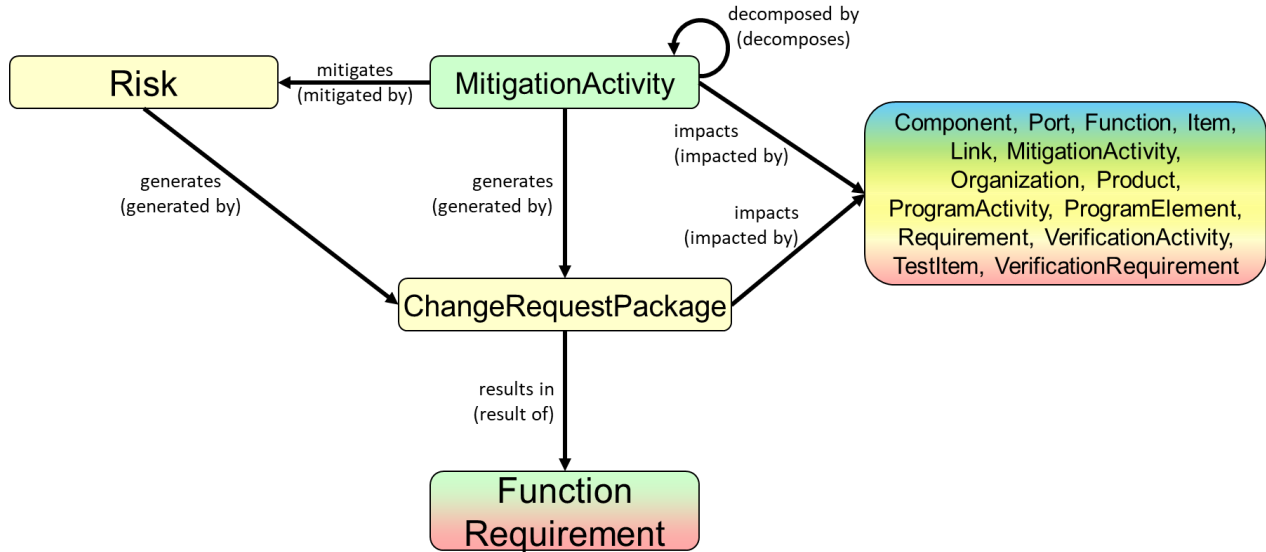 decomposed by
(decomposes)
Risk
mitigates
(mitigated by)
MitigationActivity
impacts
(impacted by)
Component, Port, Function, Item,
Link, MitigationActivity,
Organization, Product,
ProgramActivity, ProgramElement,
Requirement, VerificationActivity,
TestItem, VerificationRequirement
generates
(generated by)
generates
(generated by)
impacts
(impacted by)
ChangeRequestPackage
results in
(result of)
Function
Requirement